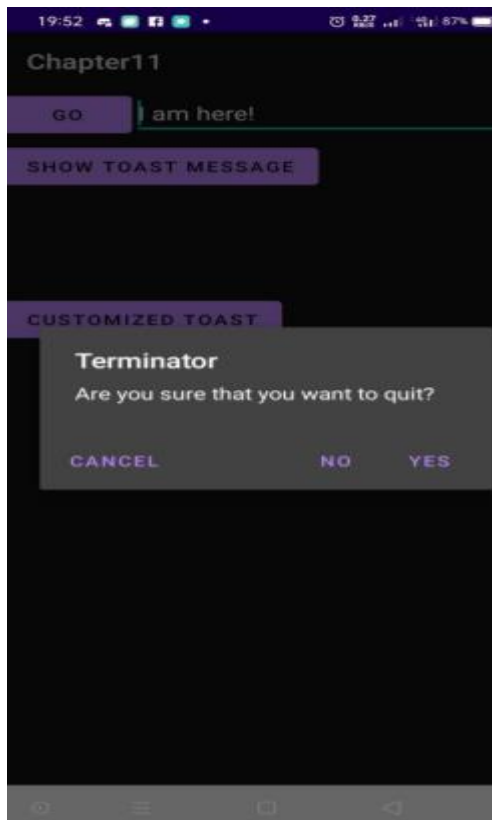 19:52 87%
Chapter11
GO I am here!
SHOW TOAST MESSAGE
CUSTOMIZED TOAST
Terminator
Are you sure that you want to quit?
CANCEL NO YES